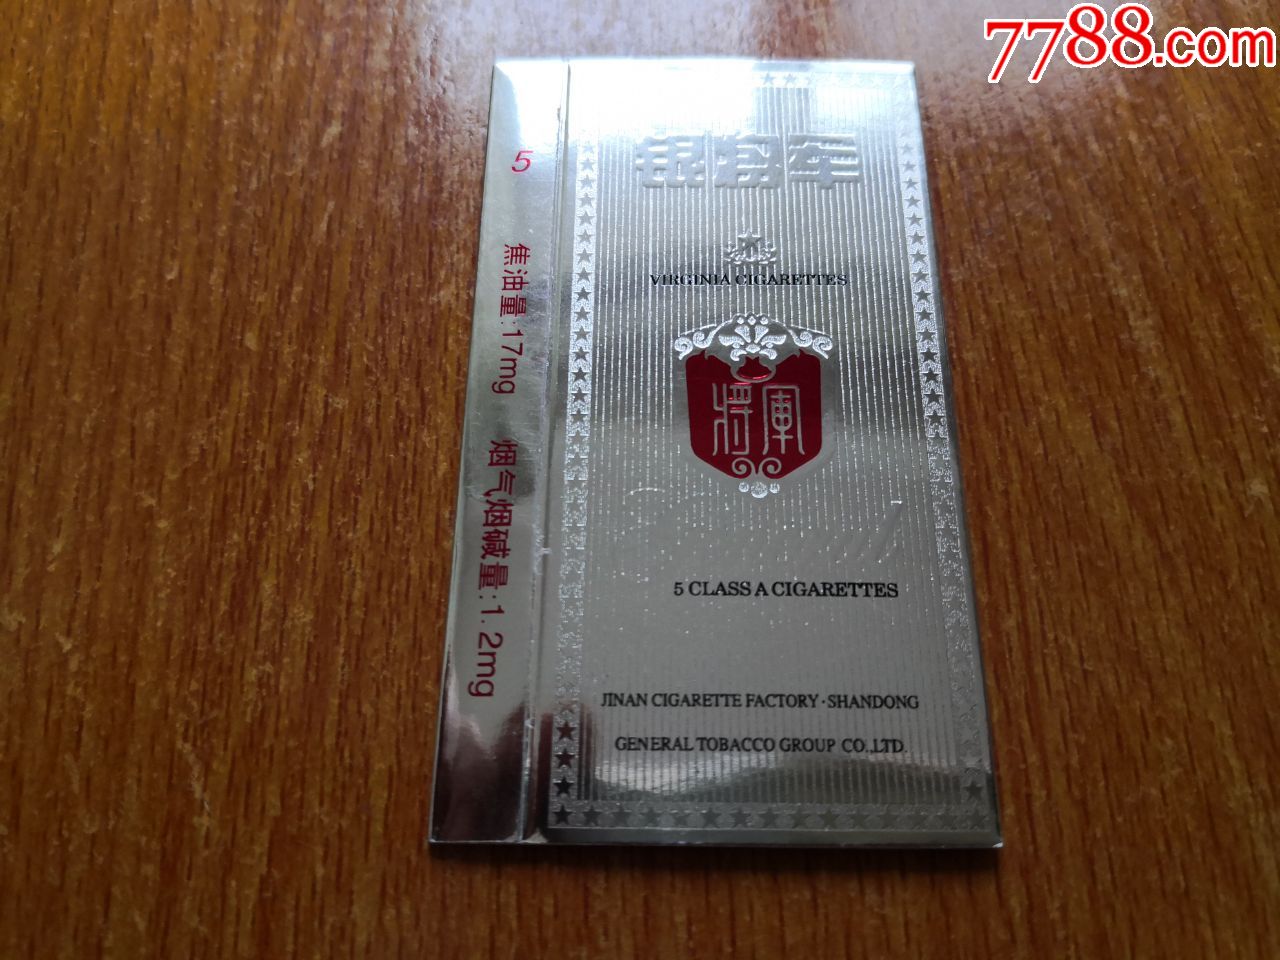 7788.com
银将军
VIRGINIA CIGARETTES
将軍
General
5 CLASS A CIGARETTES
JINAN CIGARETTE FACTORY·SHANDONG
GENERAL TOBACCO GROUP CO.,LTD.
5
焦油量:17mg 烟气烟碱量:1.2mg